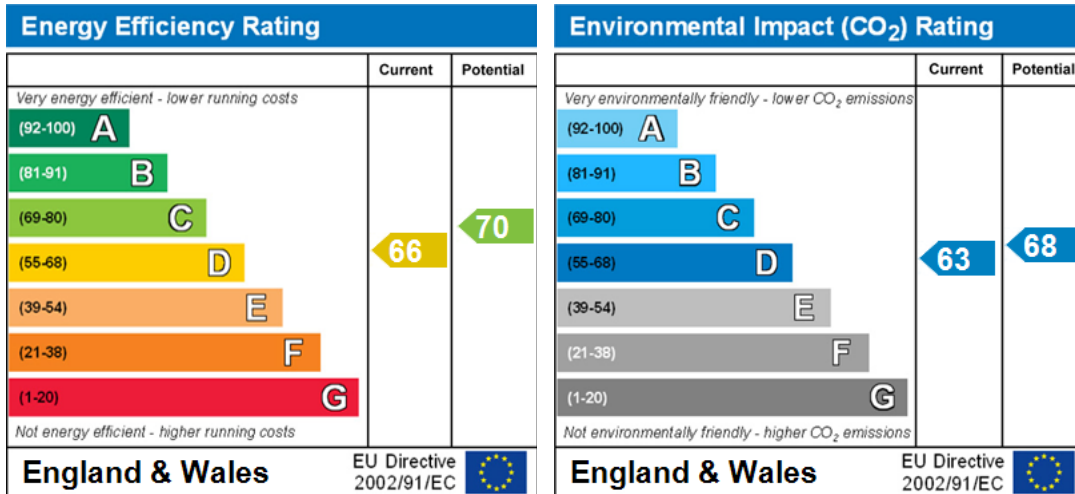 Energy Efficiency Rating
Current Potential
Very energy efficient - lower running costs
(92-100) A
(81-91) B
(69-80) C
(55-68) D
(39-54) E
(21-38) F
(1-20) G
66
70
Not energy efficient - higher running costs
England & Wales
EU Directive
2002/91/EC
Environmental Impact (CO₂) Rating
Current Potential
Very environmentally friendly - lower CO₂ emissions
(92-100) A
(81-91) B
(69-80) C
(55-68) D
(39-54) E
(21-38) F
(1-20) G
63
68
Not environmentally friendly - higher CO₂ emissions
England & Wales
EU Directive
2002/91/EC